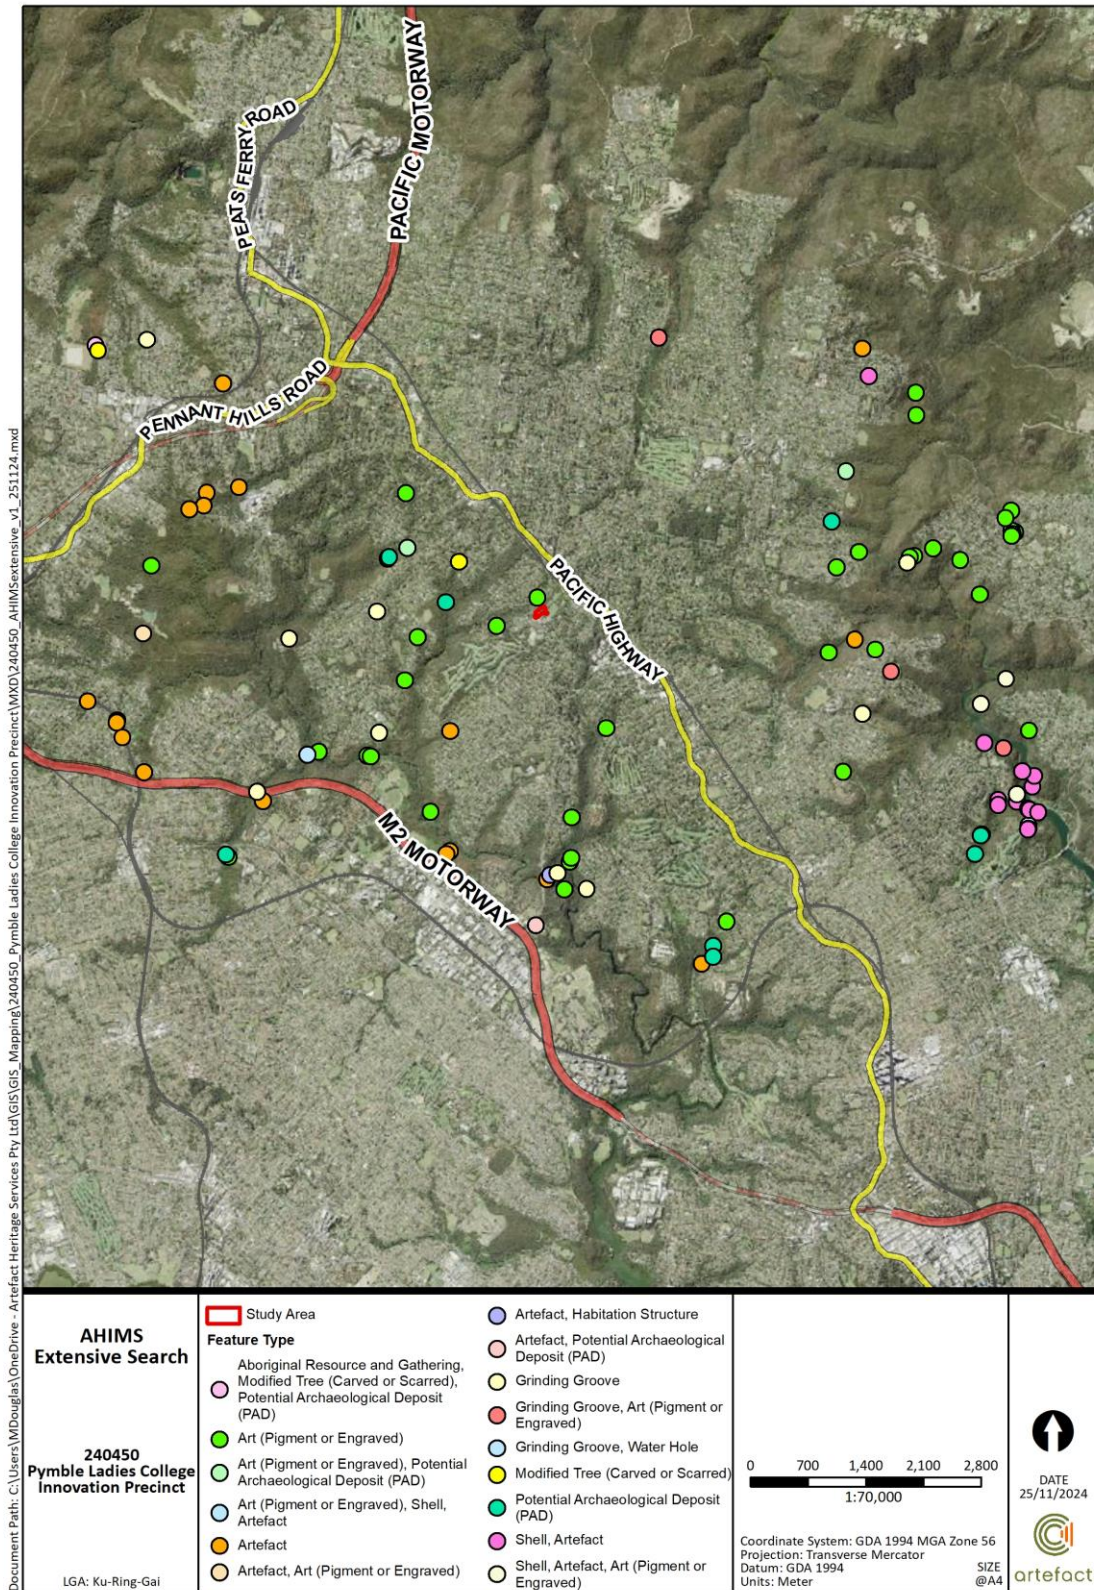 PEATS FERRY ROAD
PACIFIC MOTORWAY
PENNANT HILLS ROAD
PACIFIC HIGHWAY
M2 MOTORWAY
Document Path: C:\Users\MDouglas\OneDrive - Artefact Heritage Services Pty Ltd\GIS\GIS_Mapping\240450_Pymble Ladies College Innovation Precinct\MXD\240450_AHIMSextensive_v1_251124.mxd
AHIMS
Extensive Search
240450
Pymble Ladies College
Innovation Precinct
LGA: Ku-Ring-Gai
Study Area
Feature Type
Aboriginal Resource and Gathering,
Modified Tree (Carved or Scarred),
Potential Archaeological Deposit
(PAD)
Art (Pigment or Engraved)
Art (Pigment or Engraved), Potential
Archaeological Deposit (PAD)
Art (Pigment or Engraved), Shell,
Artefact
Artefact
Artefact, Art (Pigment or Engraved)
Artefact, Habitation Structure
Artefact, Potential Archaeological
Deposit (PAD)
Grinding Groove
Grinding Groove, Art (Pigment or
Engraved)
Grinding Groove, Water Hole
Modified Tree (Carved or Scarred)
Potential Archaeological Deposit
(PAD)
Shell, Artefact
Shell, Artefact, Art (Pigment or
Engraved)
0 700 1,400 2,100 2,800
1:70,000
Coordinate System: GDA 1994 MGA Zone 56
Projection: Transverse Mercator
Datum: GDA 1994
Units: Meter
DATE
25/11/2024
artefact
SIZE
@A4